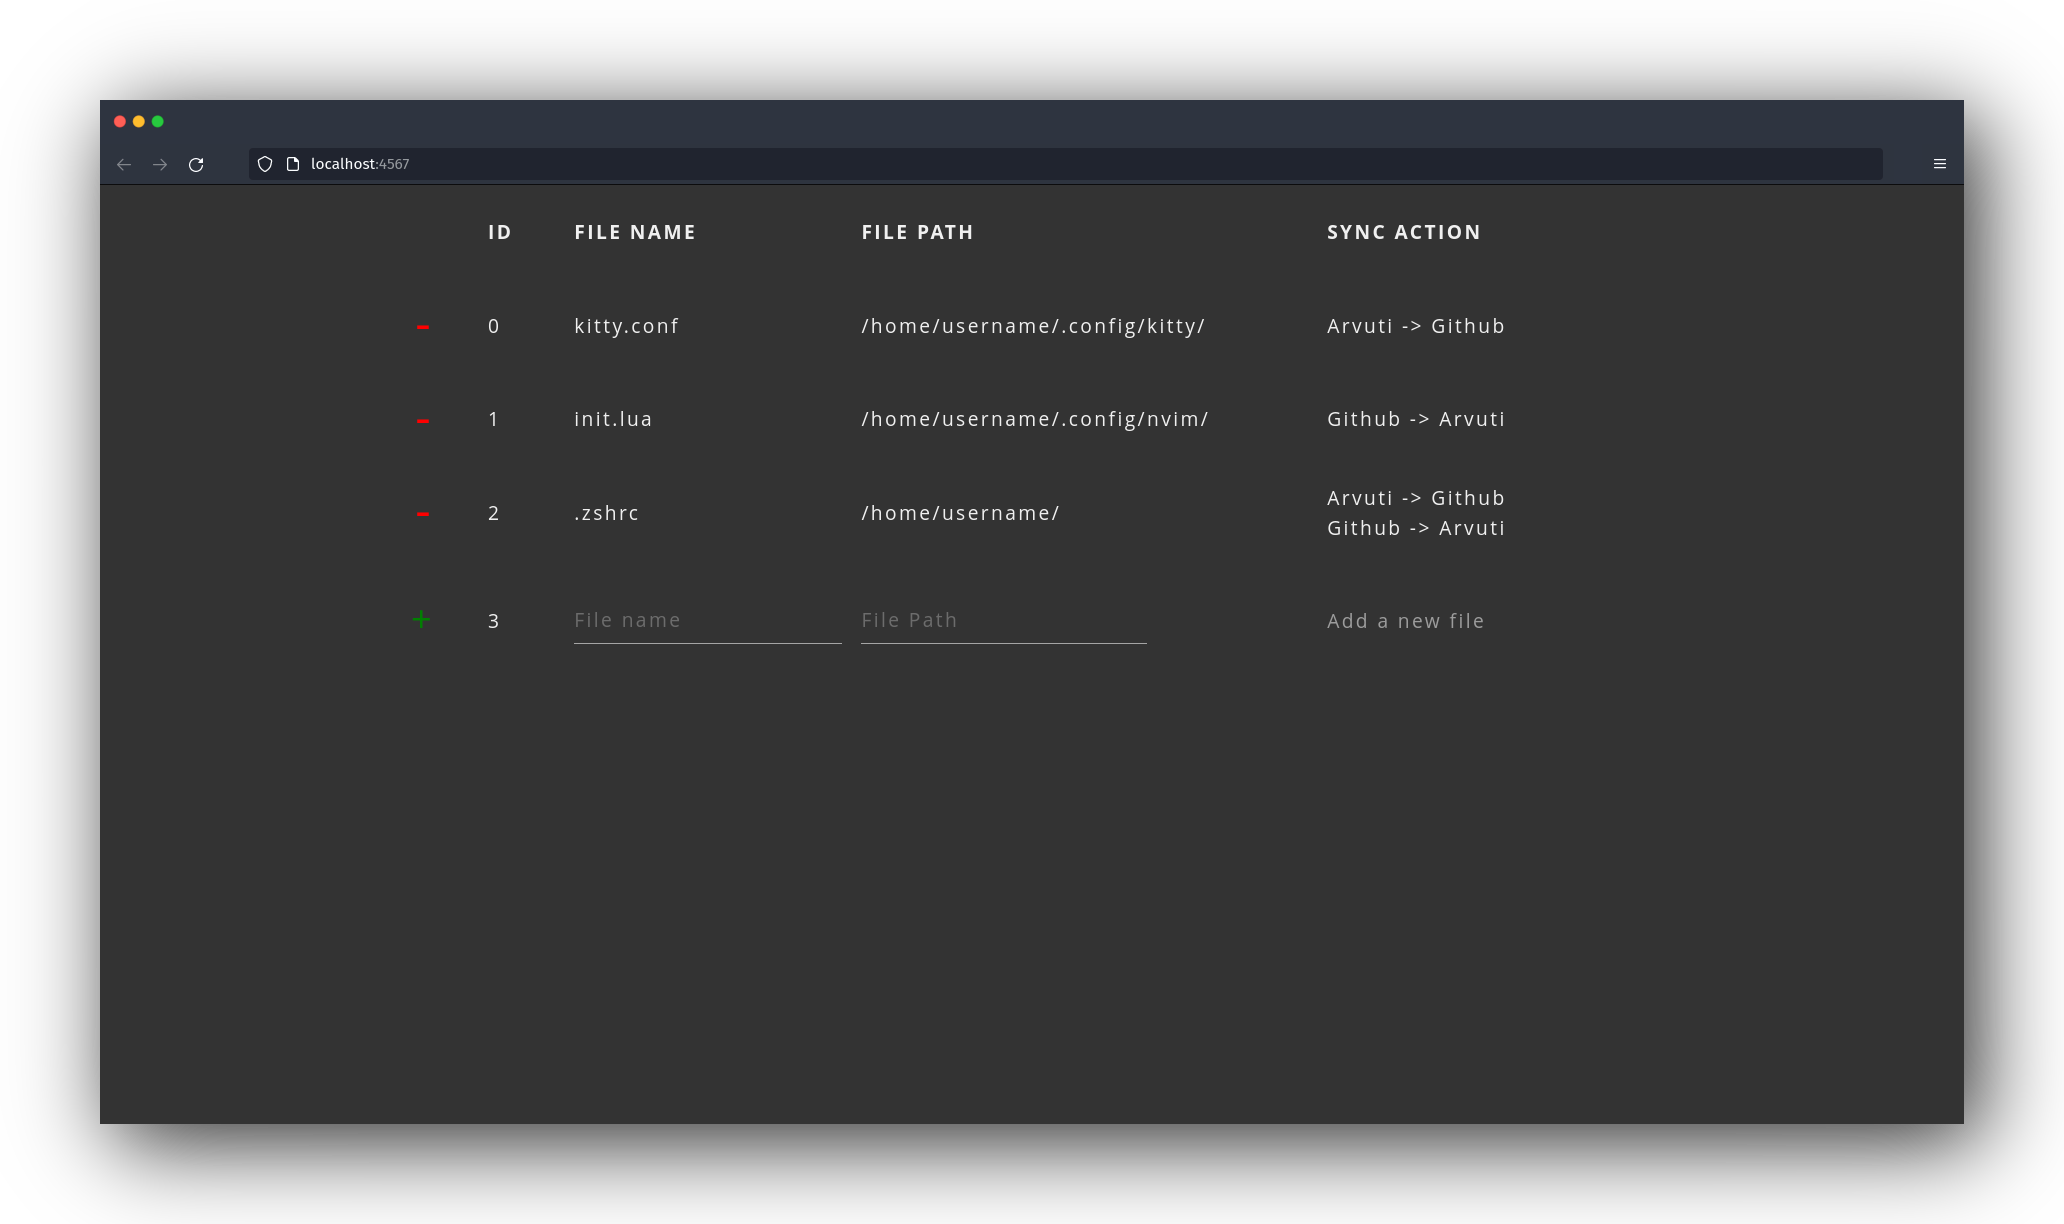 localhost:4567
ID FILE NAME FILE PATH SYNC ACTION
- 0 kitty.conf /home/username/.config/kitty/ Arvuti -> Github
- 1 init.lua /home/username/.config/nvim/ Github -> Arvuti
- 2 .zshrc /home/username/ Arvuti -> Github
Github -> Arvuti
+ 3 File name File Path Add a new file